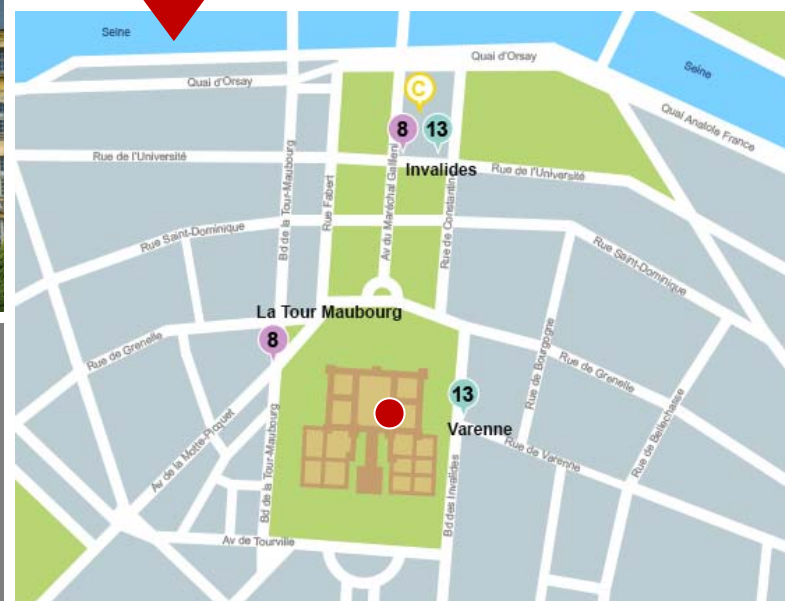 Seine
Quai d'Orsay
Quai d'Orsay
Seine
C
Quai Anatole France
8
13
Invalides
Rue de l'Université
Rue de l'Université
Bd de la Tour-Maubourg
Rue Fabert
Av du Maréchal Gallieni
Rue de Constantine
Rue Saint-Dominique
Rue Saint-Dominique
La Tour Maubourg
8
Rue de Grenelle
Rue de Bourgogne
Rue de Grenelle
13
Varenne
Rue de Bellechasse
Av de la Motte-Picquet
Bd de la Tour-Maubourg
Bd des Invalides
Rue de Varenne
Av de Tourville